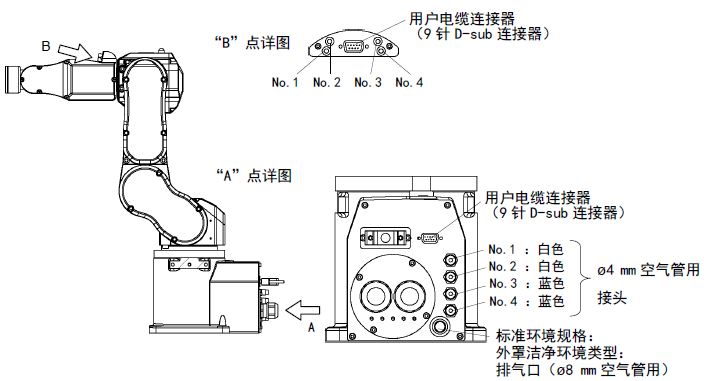 B
“B”点详图
用户电缆连接器
(9 针 D-sub 连接器)
No.1 No.2 No.3 No.4
“A”点详图
用户电缆连接器
(9 针 D-sub 连接器)
No.1 : 白色
No.2 : 白色
No.3 : 蓝色
No.4 : 蓝色
ø4 mm 空气管用
接头
A
标准环境规格:
外罩洁净环境类型:
排气口(ø8 mm 空气管用)